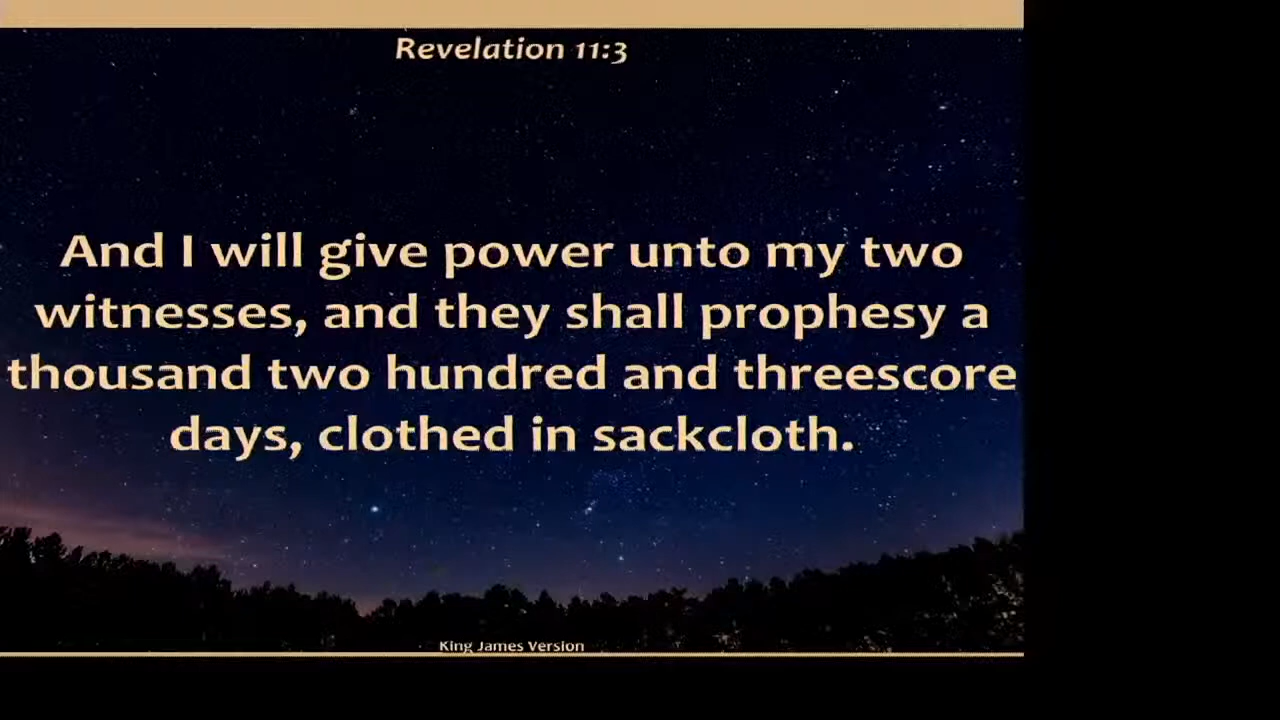 Revelation 11:3
And I will give power unto my two
witnesses, and they shall prophesy a
thousand two hundred and threescore
days, clothed in sackcloth.
King James Version